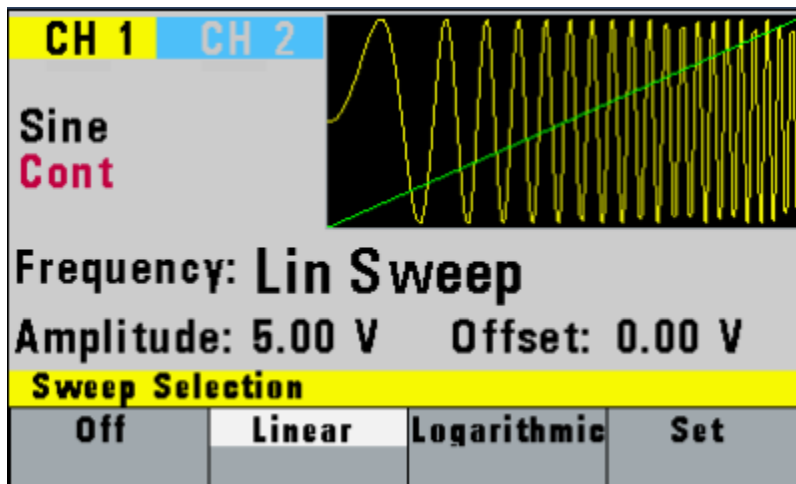 CH 1 CH 2
Sine
Cont
Frequency: Lin Sweep
Amplitude: 5.00 V Offset: 0.00 V
Sweep Selection
Off Linear Logarithmic Set